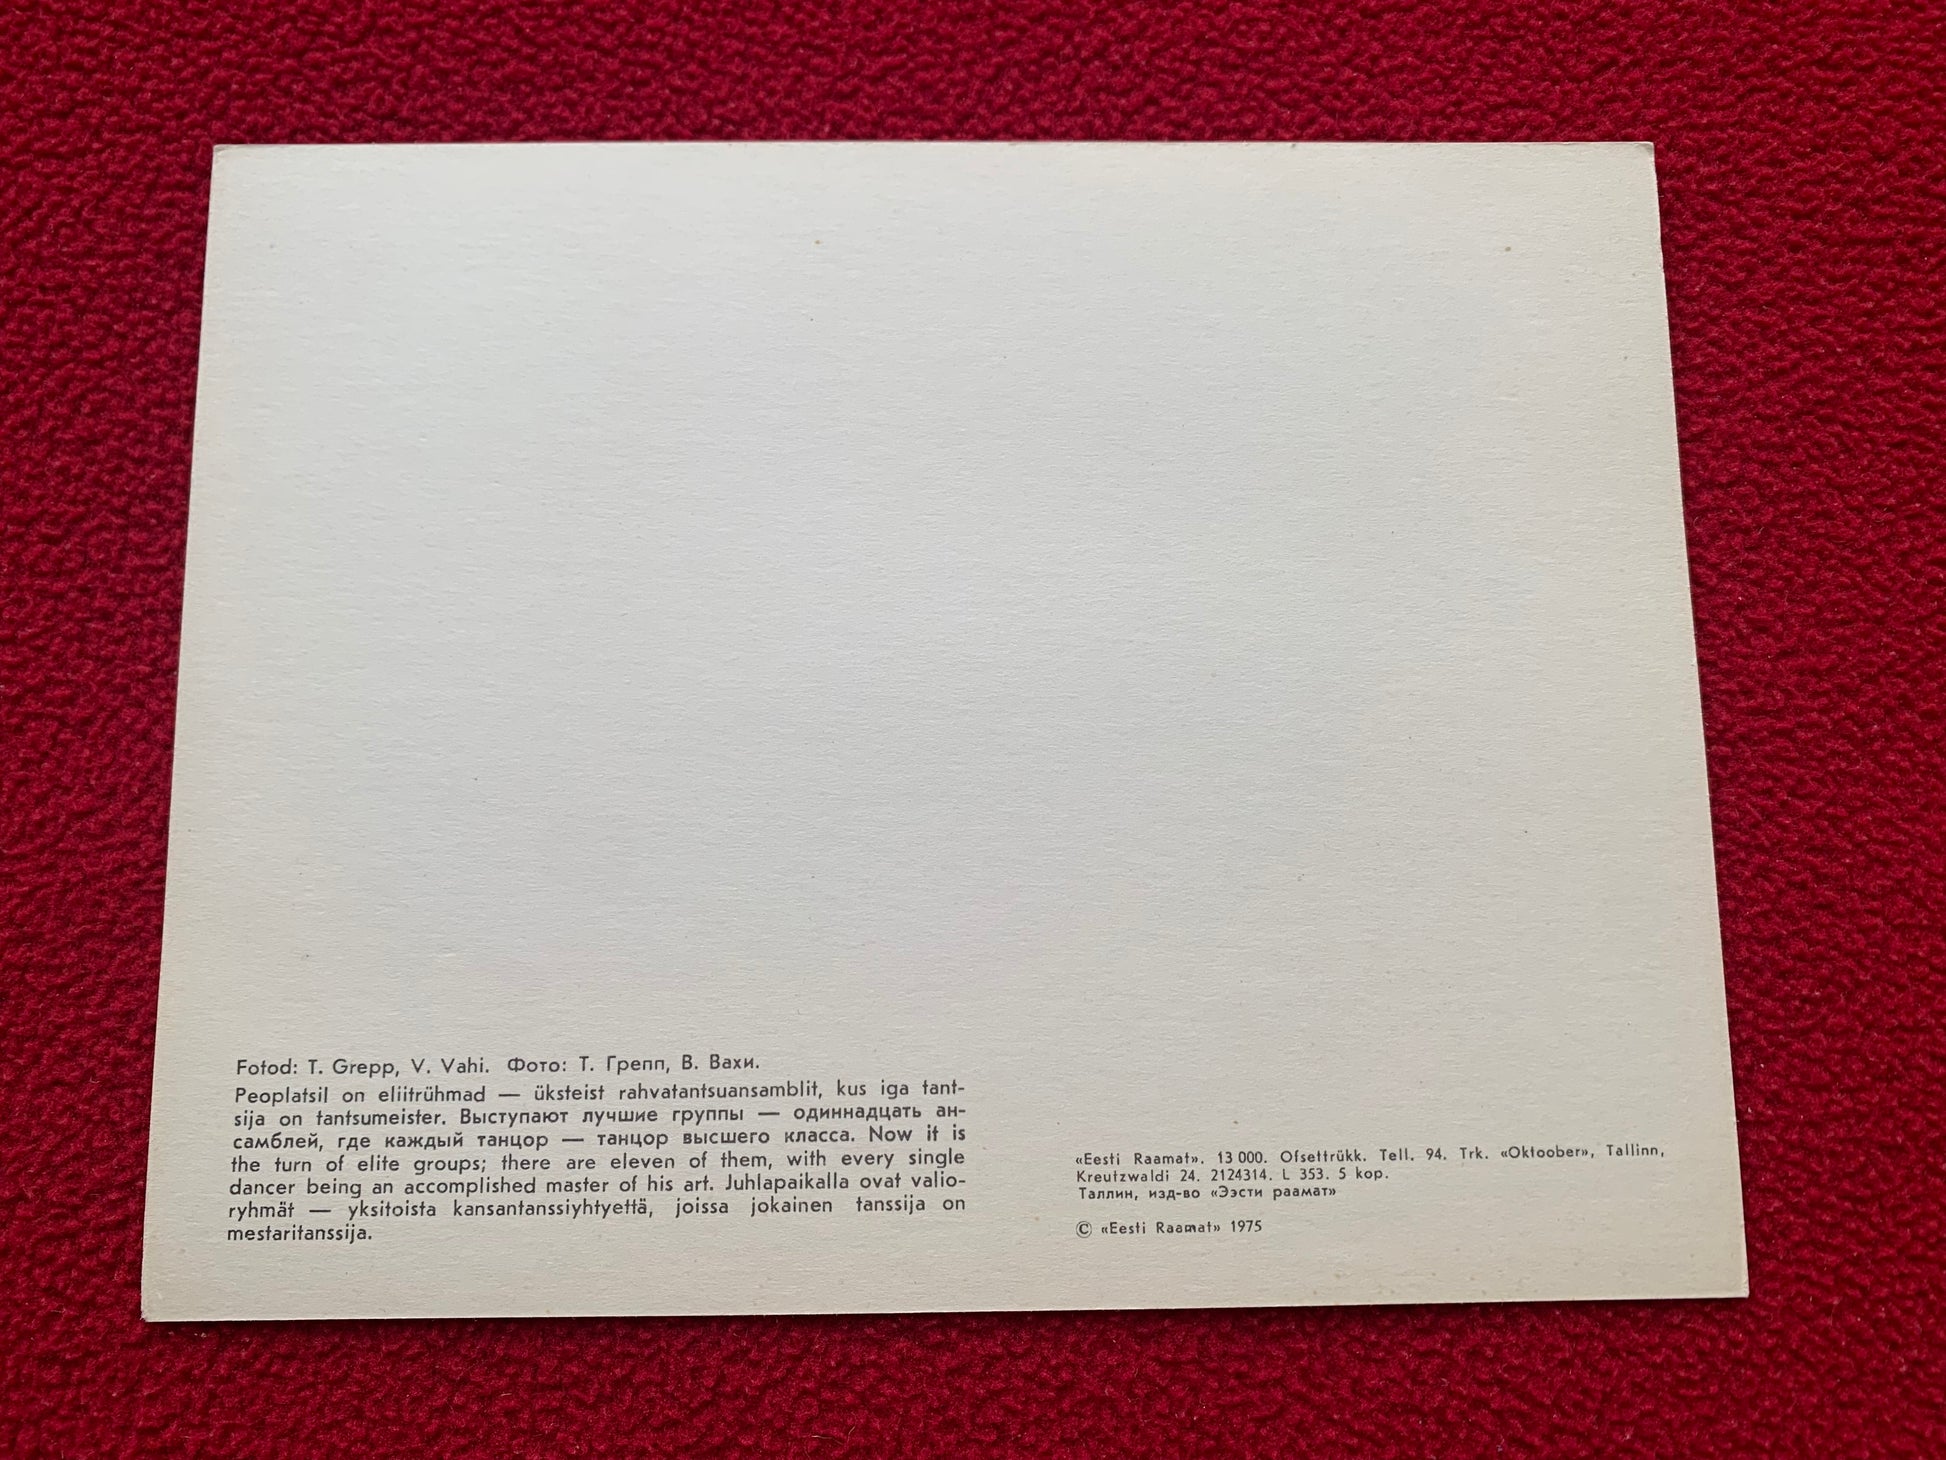 Fotod: T. Grepp, V. Vahi. Фото: Т. Грепп, В. Вахи.
Peoplatsil on eliitrühmad — üksteist rahvatantsuansamblit, kus iga tant-
sija on tantsumeister. Выступают лучшие группы — одиннадцать ан-
самблей, где каждый танцор — танцор высшего класса. Now it is
the turn of elite groups; there are eleven of them, with every single
dancer being an accomplished master of his art. Juhlapaikalla ovat valio-
ryhmät — yksitoista kansantanssiyhtyettä, joissa jokainen tanssija on
mestaritanssija.
«Eesti Raamat». 13 000. Ofsettrükk. Tell. 94. Trk. «Oktoober», Tallinn,
Kreutzwaldi 24. 2124314. L 353. 5 kop.
Таллин, изд-во «Ээсти раамат»
© «Eesti Raamat» 1975